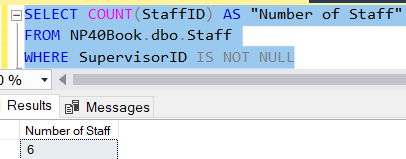 SELECT COUNT(StaffID) AS "Number of Staff"
FROM NP40Book.dbo.Staff
WHERE SupervisorID IS NOT NULL
0 %
Results Messages
Number of Staff
6